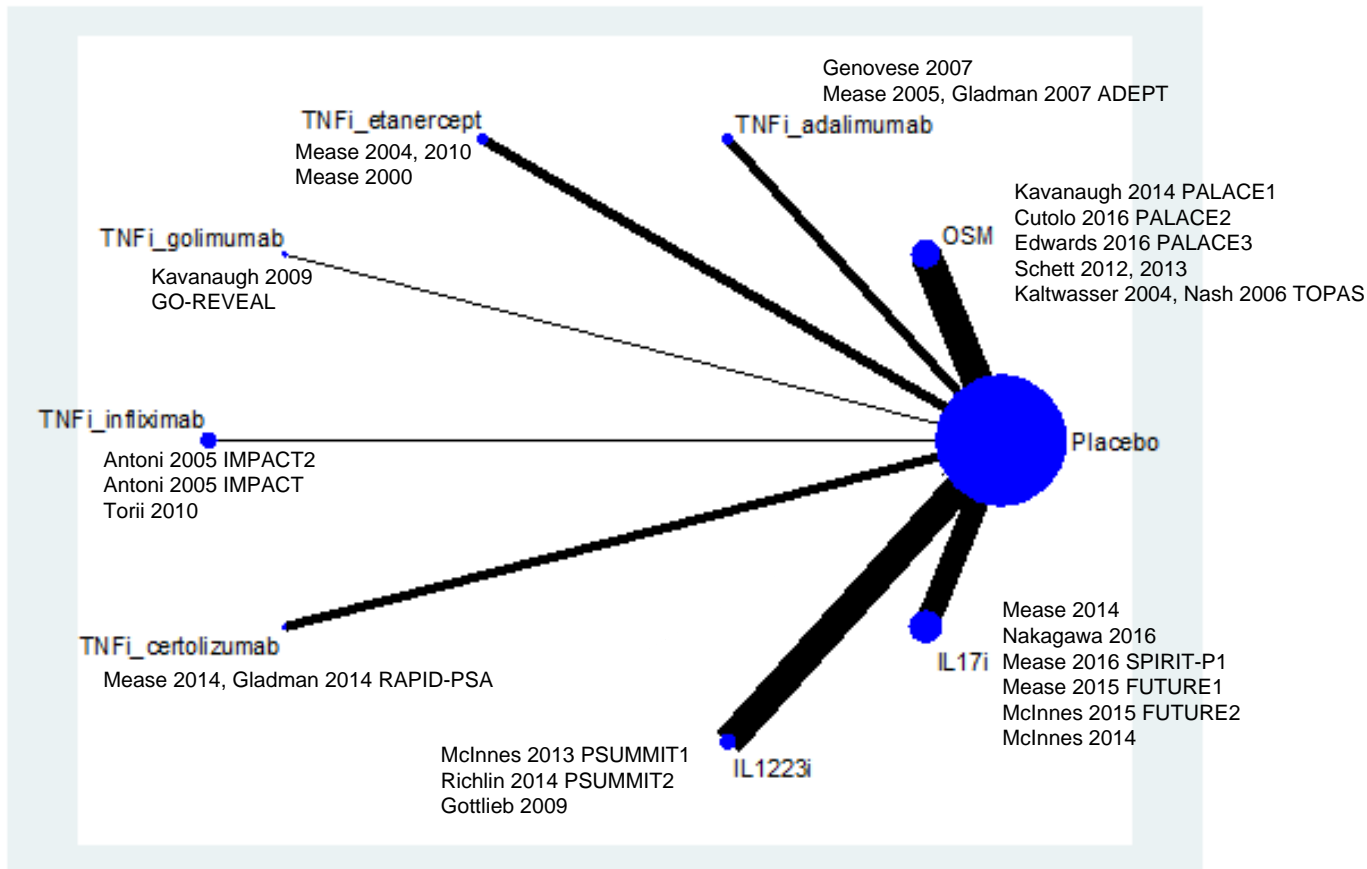 Genovese 2007
Mease 2005, Gladman 2007 ADEPT
TNFi_adalimumab
TNFi_etanercept
Mease 2004, 2010
Mease 2000
Kavanaugh 2014 PALACE1
Cutolo 2016 PALACE2
Edwards 2016 PALACE3
Schett 2012, 2013
Kaltwasser 2004, Nash 2006 TOPAS
OSM
TNFi_golimumab
Kavanaugh 2009
GO-REVEAL
TNFi_infliximab
Antoni 2005 IMPACT2
Antoni 2005 IMPACT
Torii 2010
Placebo
TNFi_certolizumab
Mease 2014, Gladman 2014 RAPID-PSA
IL17i
Mease 2014
Nakagawa 2016
Mease 2016 SPIRIT-P1
Mease 2015 FUTURE1
McInnes 2015 FUTURE2
McInnes 2014
McInnes 2013 PSUMMIT1
Richlin 2014 PSUMMIT2
Gottlieb 2009
IL1223i